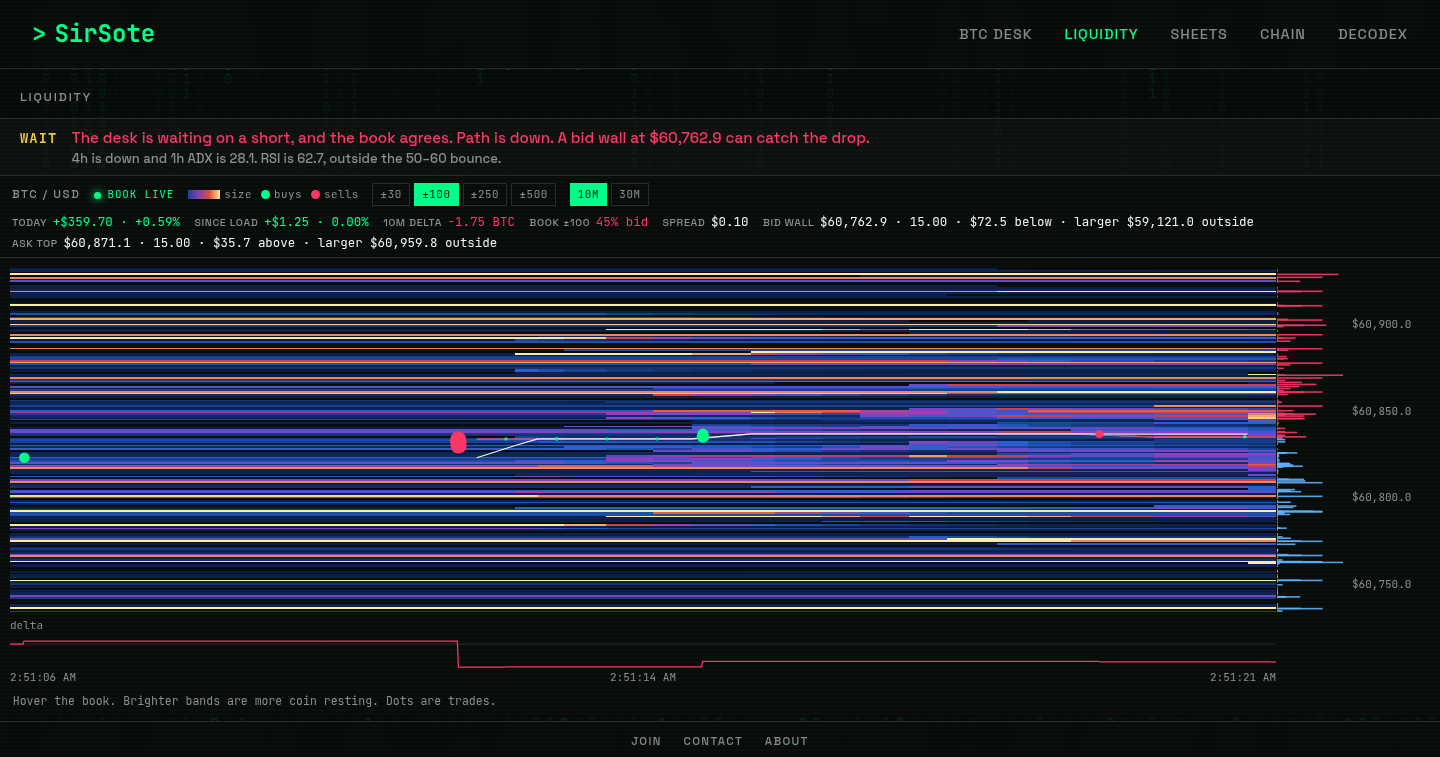 > SirSote
BTC DESK LIQUIDITY SHEETS CHAIN DECODEX
LIQUIDITY
WAIT The desk is waiting on a short, and the book agrees. Path is down. A bid wall at $60,762.9 can catch the drop.
4h is down and 1h ADX is 28.1. RSI is 62.7, outside the 50–60 bounce.
BTC / USD BOOK LIVE size buys sells ±30 ±100 ±250 ±500 10M 30M
TODAY +$359.70 · +0.59% SINCE LOAD +$1.25 · 0.00% 10M DELTA -1.75 BTC BOOK ±100 45% bid SPREAD $0.10 BID WALL $60,762.9 · 15.00 · $72.5 below · larger $59,121.0 outside
ASK TOP $60,871.1 · 15.00 · $35.7 above · larger $60,959.8 outside
$60,900.0
$60,850.0
$60,800.0
$60,750.0
delta
2:51:06 AM 2:51:14 AM 2:51:21 AM
Hover the book. Brighter bands are more coin resting. Dots are trades.
JOIN CONTACT ABOUT